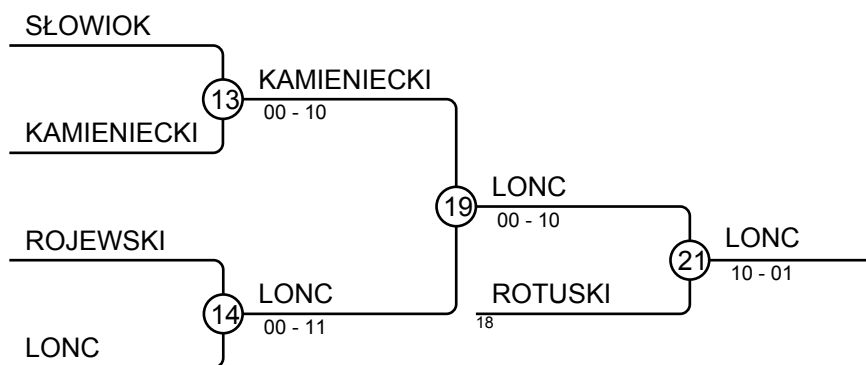 SŁOWIOK
13
KAMIENIECKI
00 - 10
KAMIENIECKI
19
LONC
00 - 10
ROJEWSKI
14
LONC
00 - 11
LONC
21
LONC
10 - 01
ROTUSKI
18